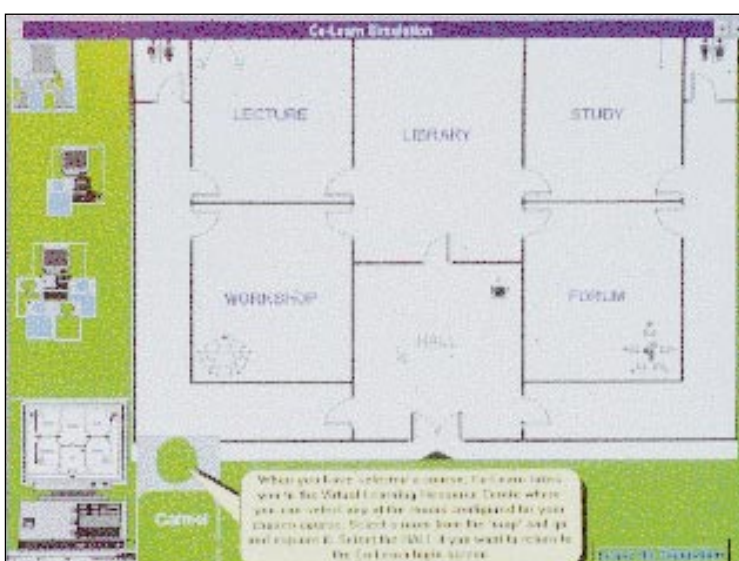 Co-Learn Simulation
LECTURE
LIBRARY
STUDY
WORKSHOP
HALL
FORUM
Carmel
When you have selected a course, Co-Learn takes
you to the Virtual Learning Resource Centre where
you can select any of the rooms configured for your
chosen course. Select a room from the 'map' and go
and explore it. Select the HALL if you want to return to
the Co-Learn login screen